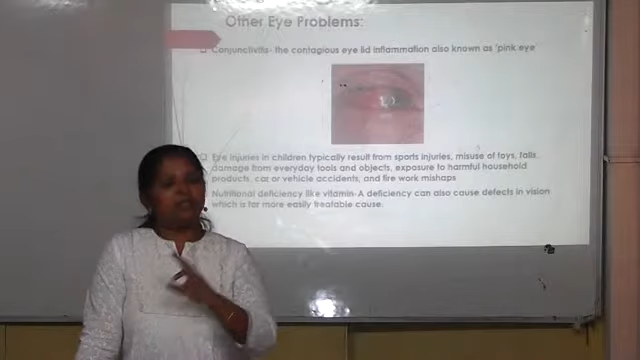 Other Eye Problems:
Conjunctivitis- the contagious eye lid inflammation also known as 'pink eye'
Eye injuries in children typically result from sports injuries, misuse of toys, falls,
damage from everyday tools and objects, exposure to harmful household
products, car or vehicle accidents, and fire work mishaps
Nutritional deficiency like vitamin-A deficiency can also cause defects in vision
which is far more easily treatable cause.